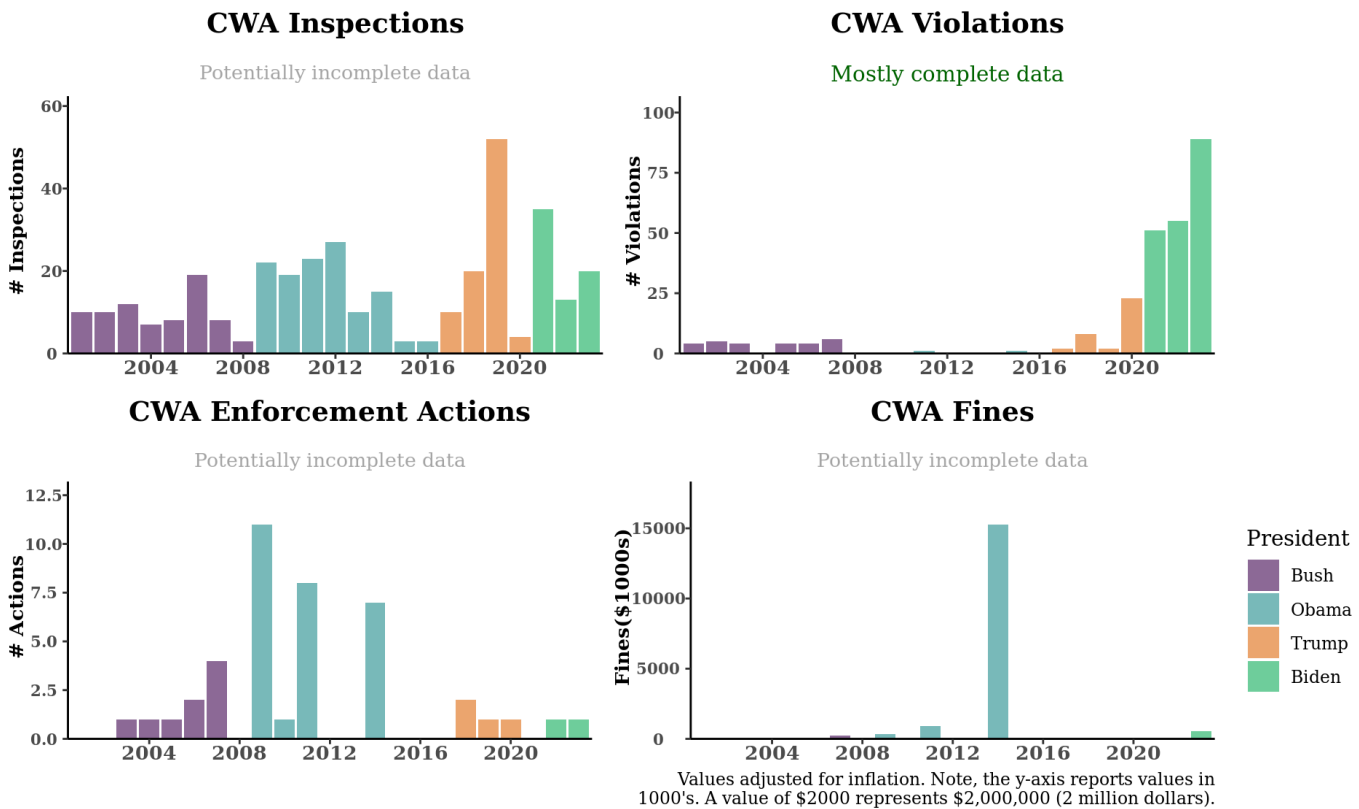 CWA Inspections
Potentially incomplete data
# Inspections
60
40
20
0
2004 2008 2012 2016 2020
CWA Violations
Mostly complete data
# Violations
100
75
50
25
0
2004 2008 2012 2016 2020
CWA Enforcement Actions
Potentially incomplete data
# Actions
12.5
10.0
7.5
5.0
2.5
0.0
2004 2008 2012 2016 2020
CWA Fines
Potentially incomplete data
Fines($1000s)
15000
10000
5000
0
2004 2008 2012 2016 2020
President
Bush
Obama
Trump
Biden
Values adjusted for inflation. Note, the y-axis reports values in
1000's. A value of $2000 represents $2,000,000 (2 million dollars).